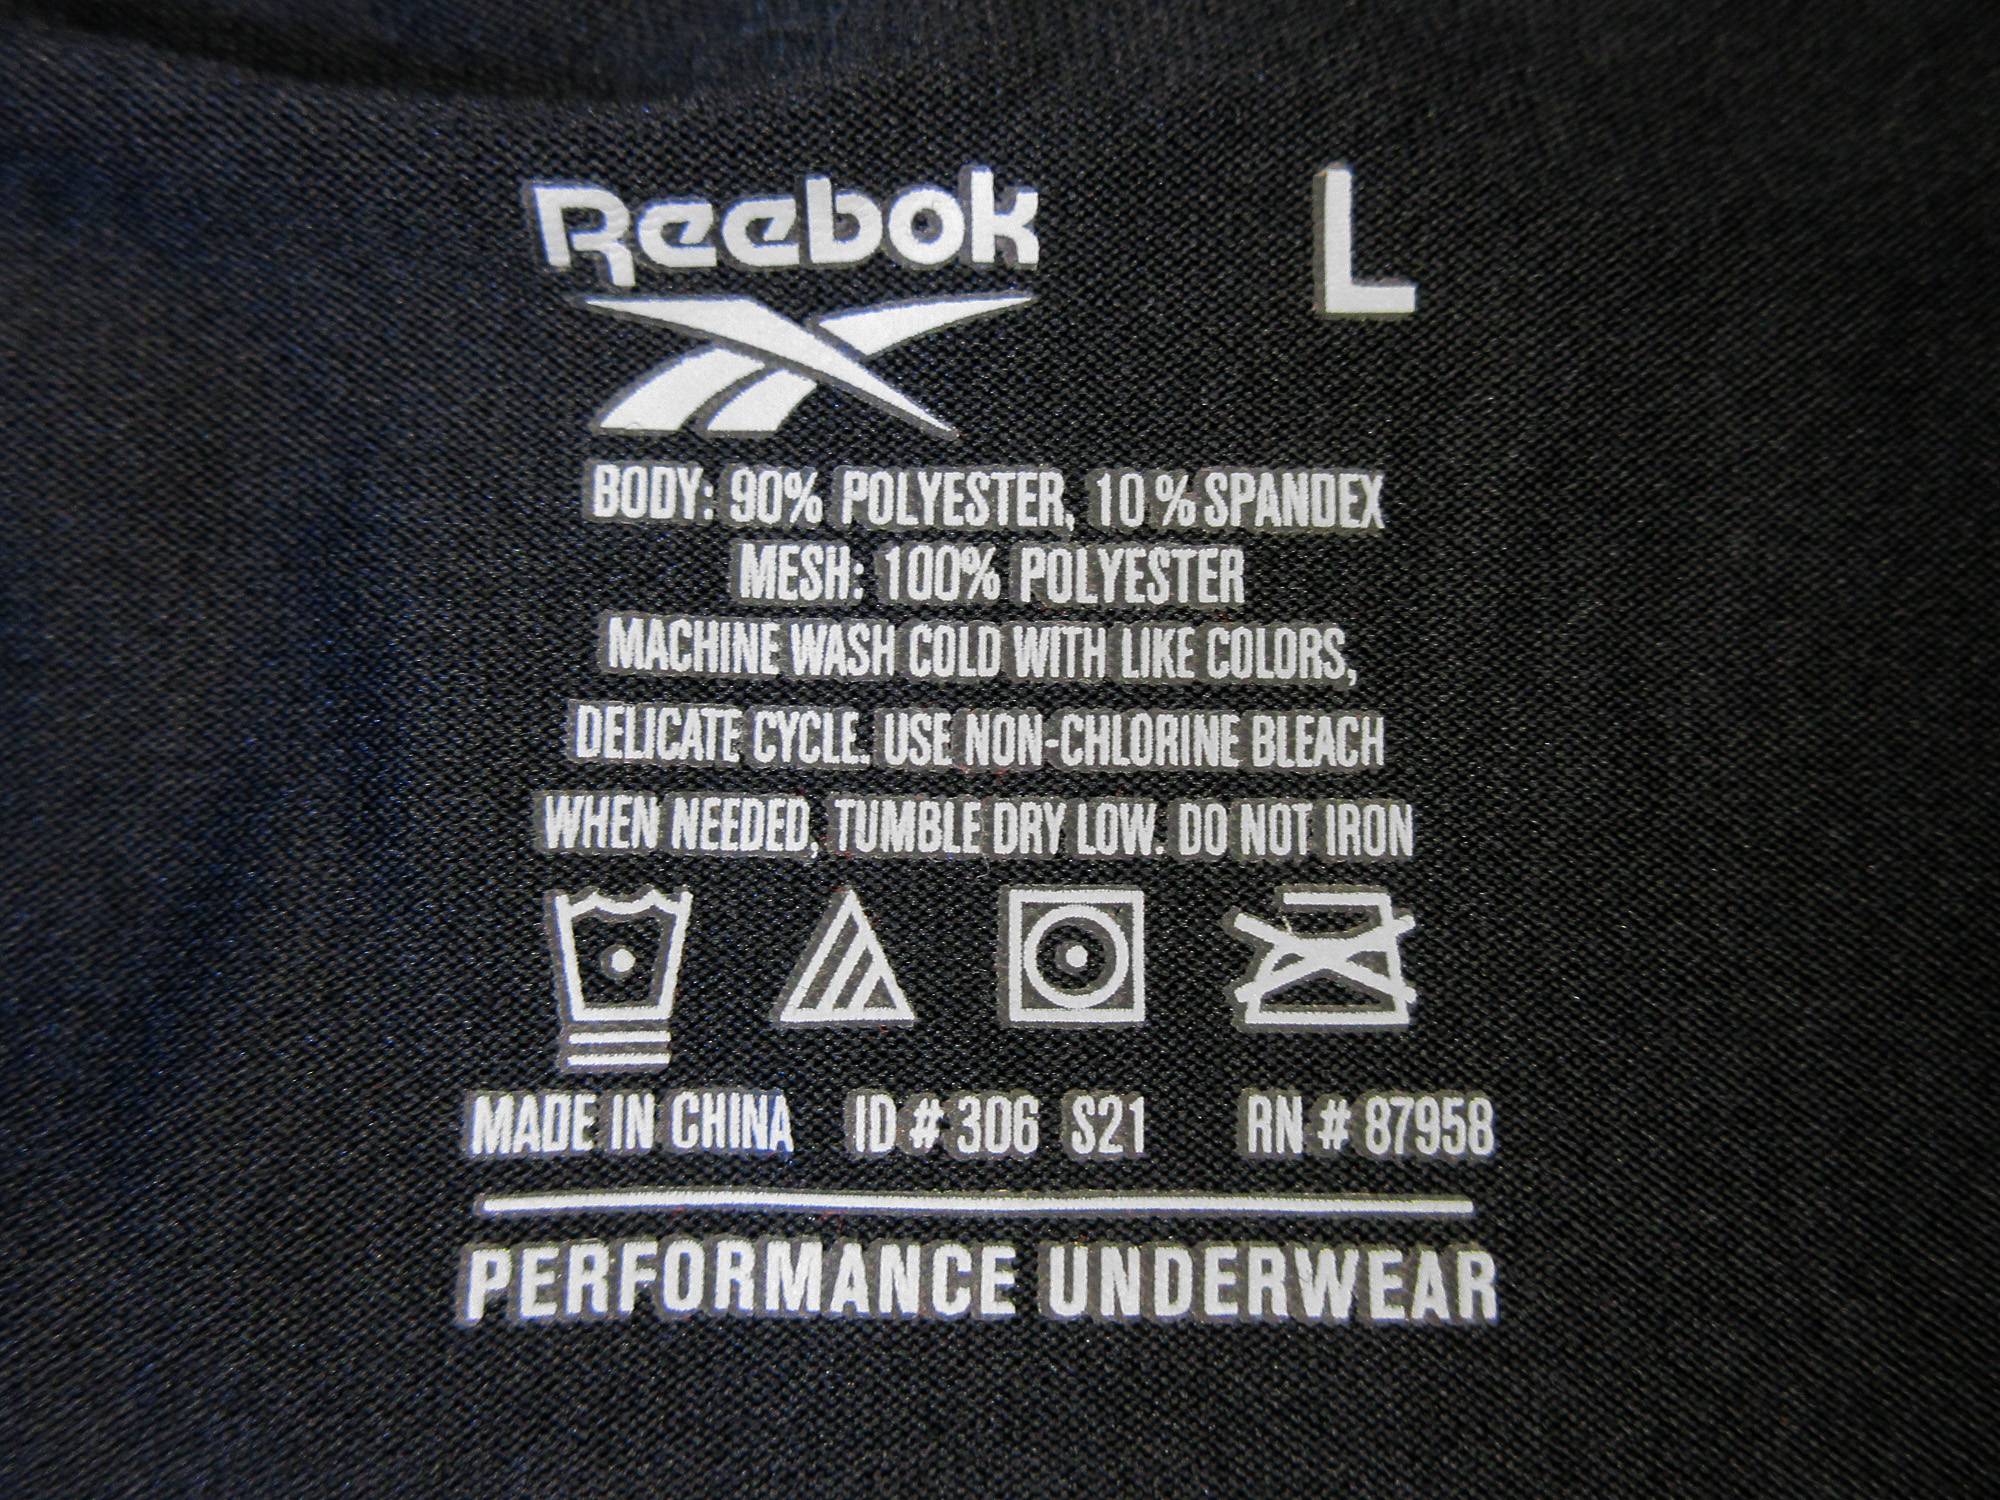 Reebok L
BODY: 90% POLYESTER, 10 % SPANDEX
MESH: 100% POLYESTER
MACHINE WASH COLD WITH LIKE COLORS,
DELICATE CYCLE. USE NON-CHLORINE BLEACH
WHEN NEEDED, TUMBLE DRY LOW. DO NOT IRON
MADE IN CHINA ID # 306 S21 RN # 87958
PERFORMANCE UNDERWEAR